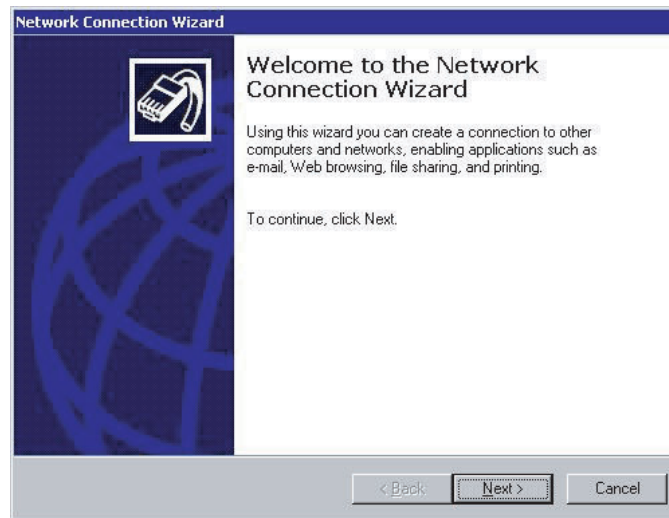 Network Connection Wizard
Welcome to the Network
Connection Wizard
Using this wizard you can create a connection to other
computers and networks, enabling applications such as
e-mail, Web browsing, file sharing, and printing.
To continue, click Next.
< Back Next > Cancel